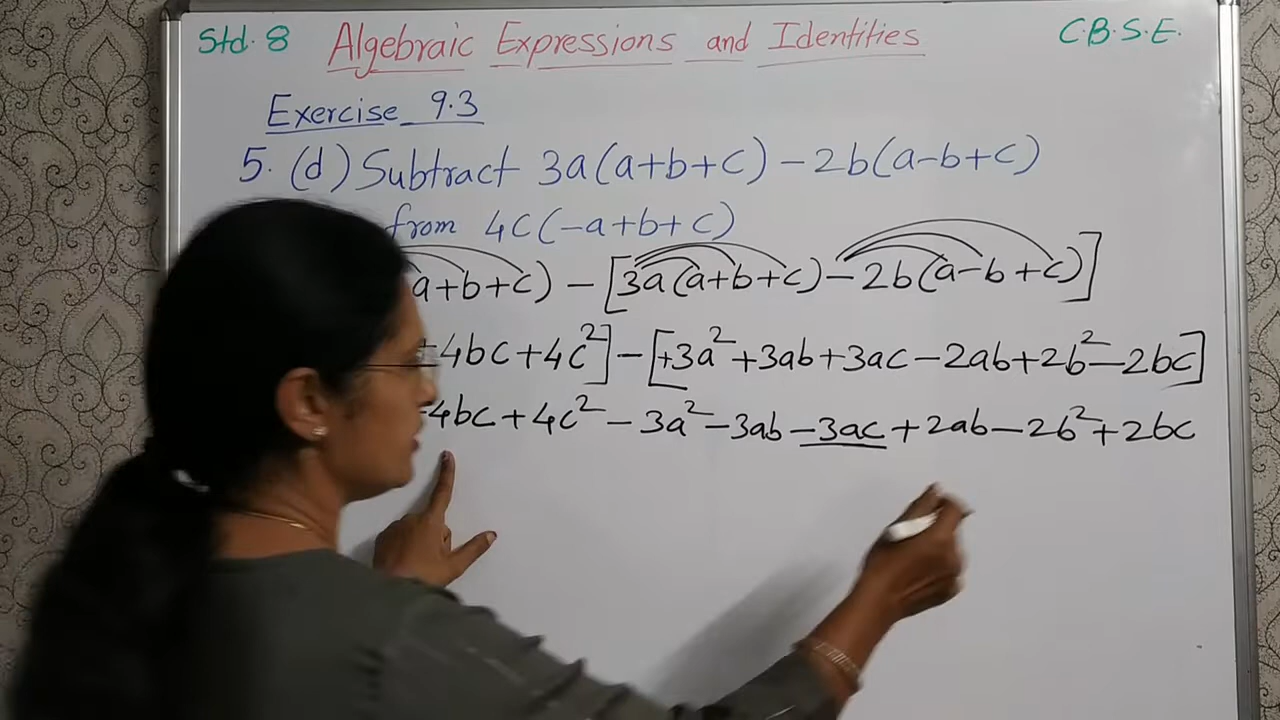 Std. 8 Algebraic Expressions and Identities C.B.S.E.
Exercise 9.3
5. (d) Subtract 3a(a+b+c) - 2b(a-b+c)
from 4c(-a+b+c)
a+b+c) - [3a(a+b+c) - 2b(a-b+c)]
+4bc+4c²] - [+3a²+3ab+3ac-2ab+2b²-2bc]
4bc+4c²-3a²-3ab-3ac+2ab-2b²+2bc